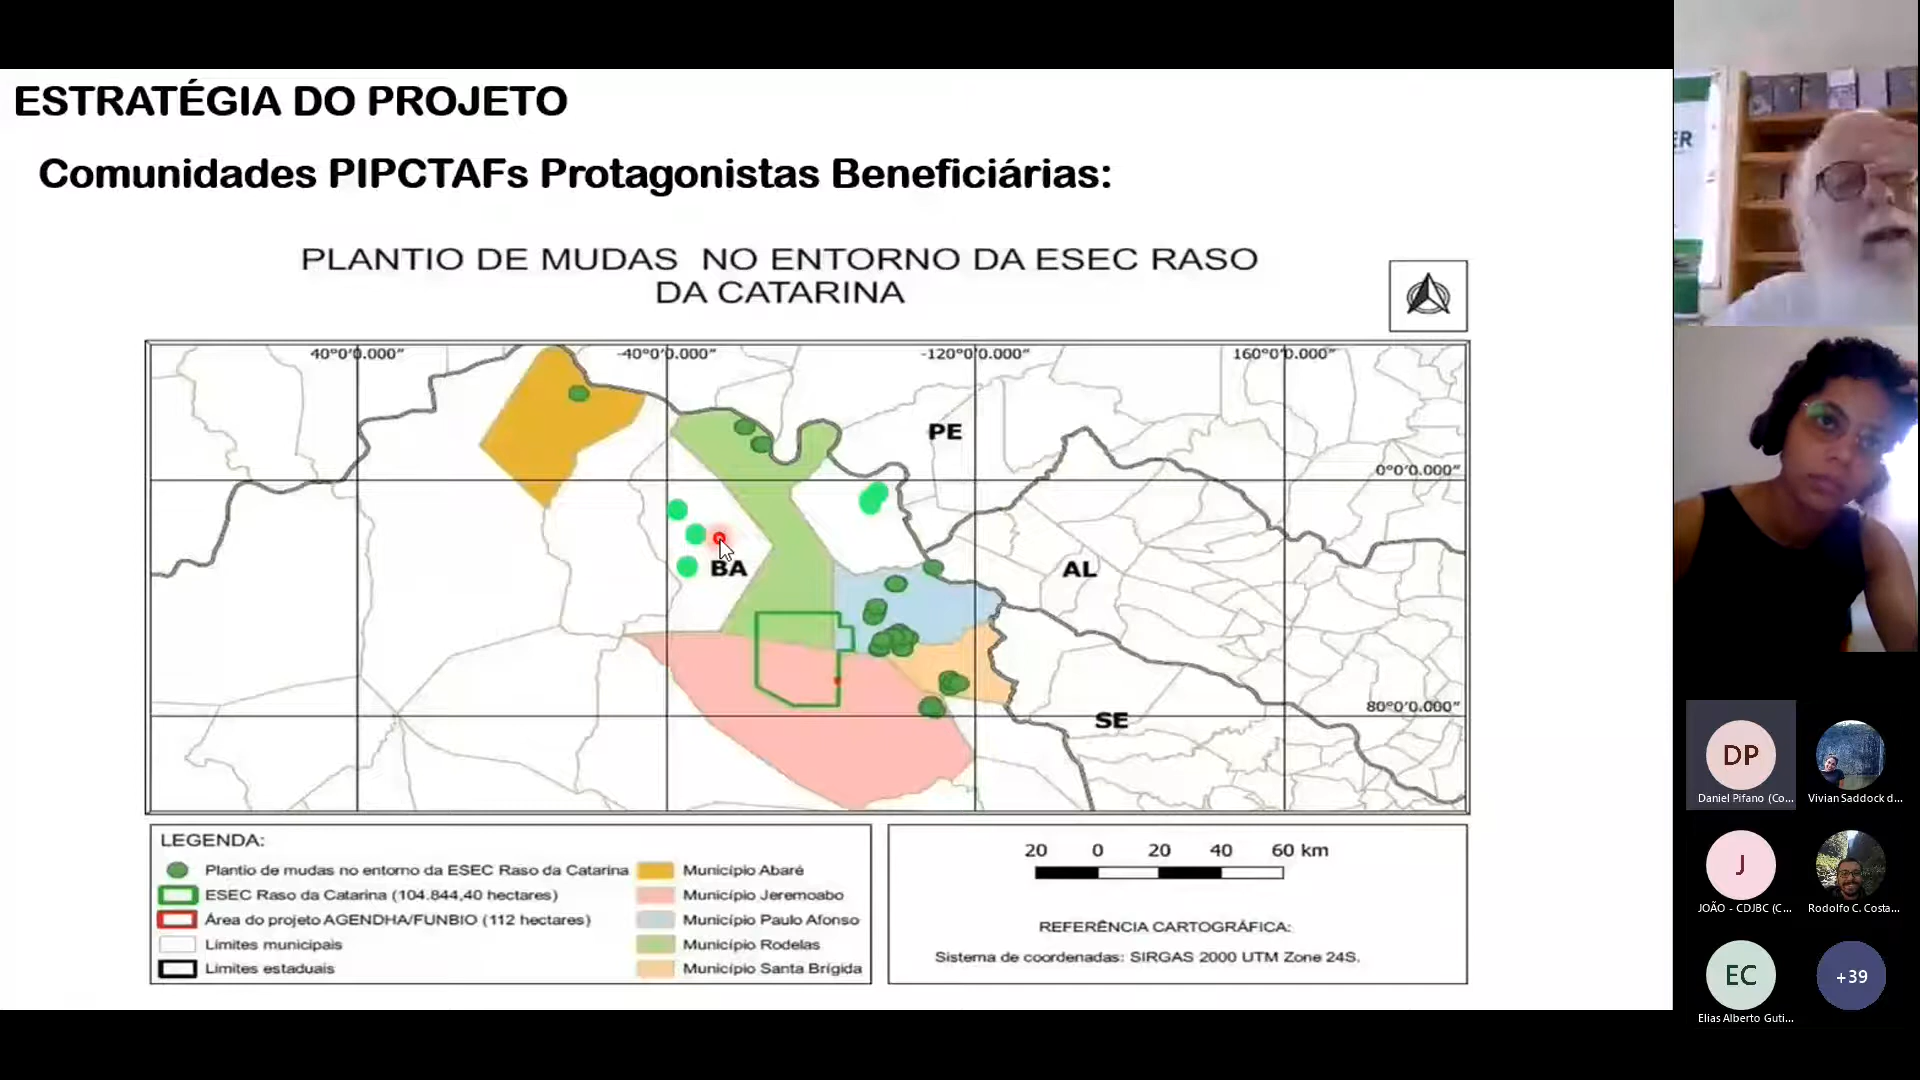 ESTRATÉGIA DO PROJETO
Comunidades PIPCTAFs Protagonistas Beneficiárias:
PLANTIO DE MUDAS NO ENTORNO DA ESEC RASO
DA CATARINA
40°0'0.000"
-40°0'0.000"
-120°0'0.000"
160°0'0.000"
PE
0°0'0.000"
BA
AL
80°0'0.000"
SE
LEGENDA:
Plantio de mudas no entorno da ESEC Raso da Catarina
ESEC Raso da Catarina (104.844,40 hectares)
Área do projeto AGENDHA/FUNBIO (112 hectares)
Limites municipais
Limites estaduais
Município Abaré
Município Jeremoabo
Município Paulo Afonso
Município Rodelas
Município Santa Brígida
20 0 20 40 60 km
REFERÊNCIA CARTOGRÁFICA:
Sistema de coordenadas: SIRGAS 2000 UTM Zone 24S.
ER
DP
Daniel Pifano (Co...
Vivian Saddock d...
J
JOÃO - CDJBC (C...
Rodolfo C. Costa...
EC
Elias Alberto Guti...
+39